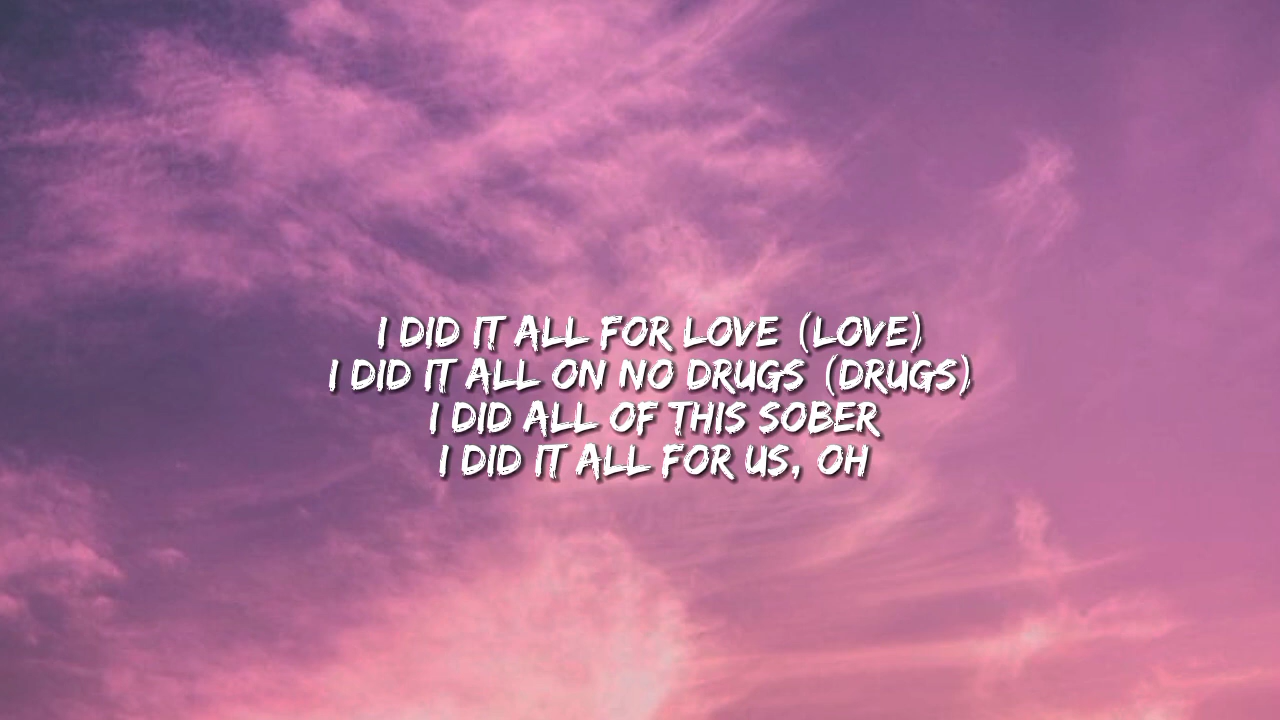 I DID IT ALL FOR LOVE (LOVE)
I DID IT ALL ON NO DRUGS (DRUGS)
I DID ALL OF THIS SOBER
I DID IT ALL FOR US, OH